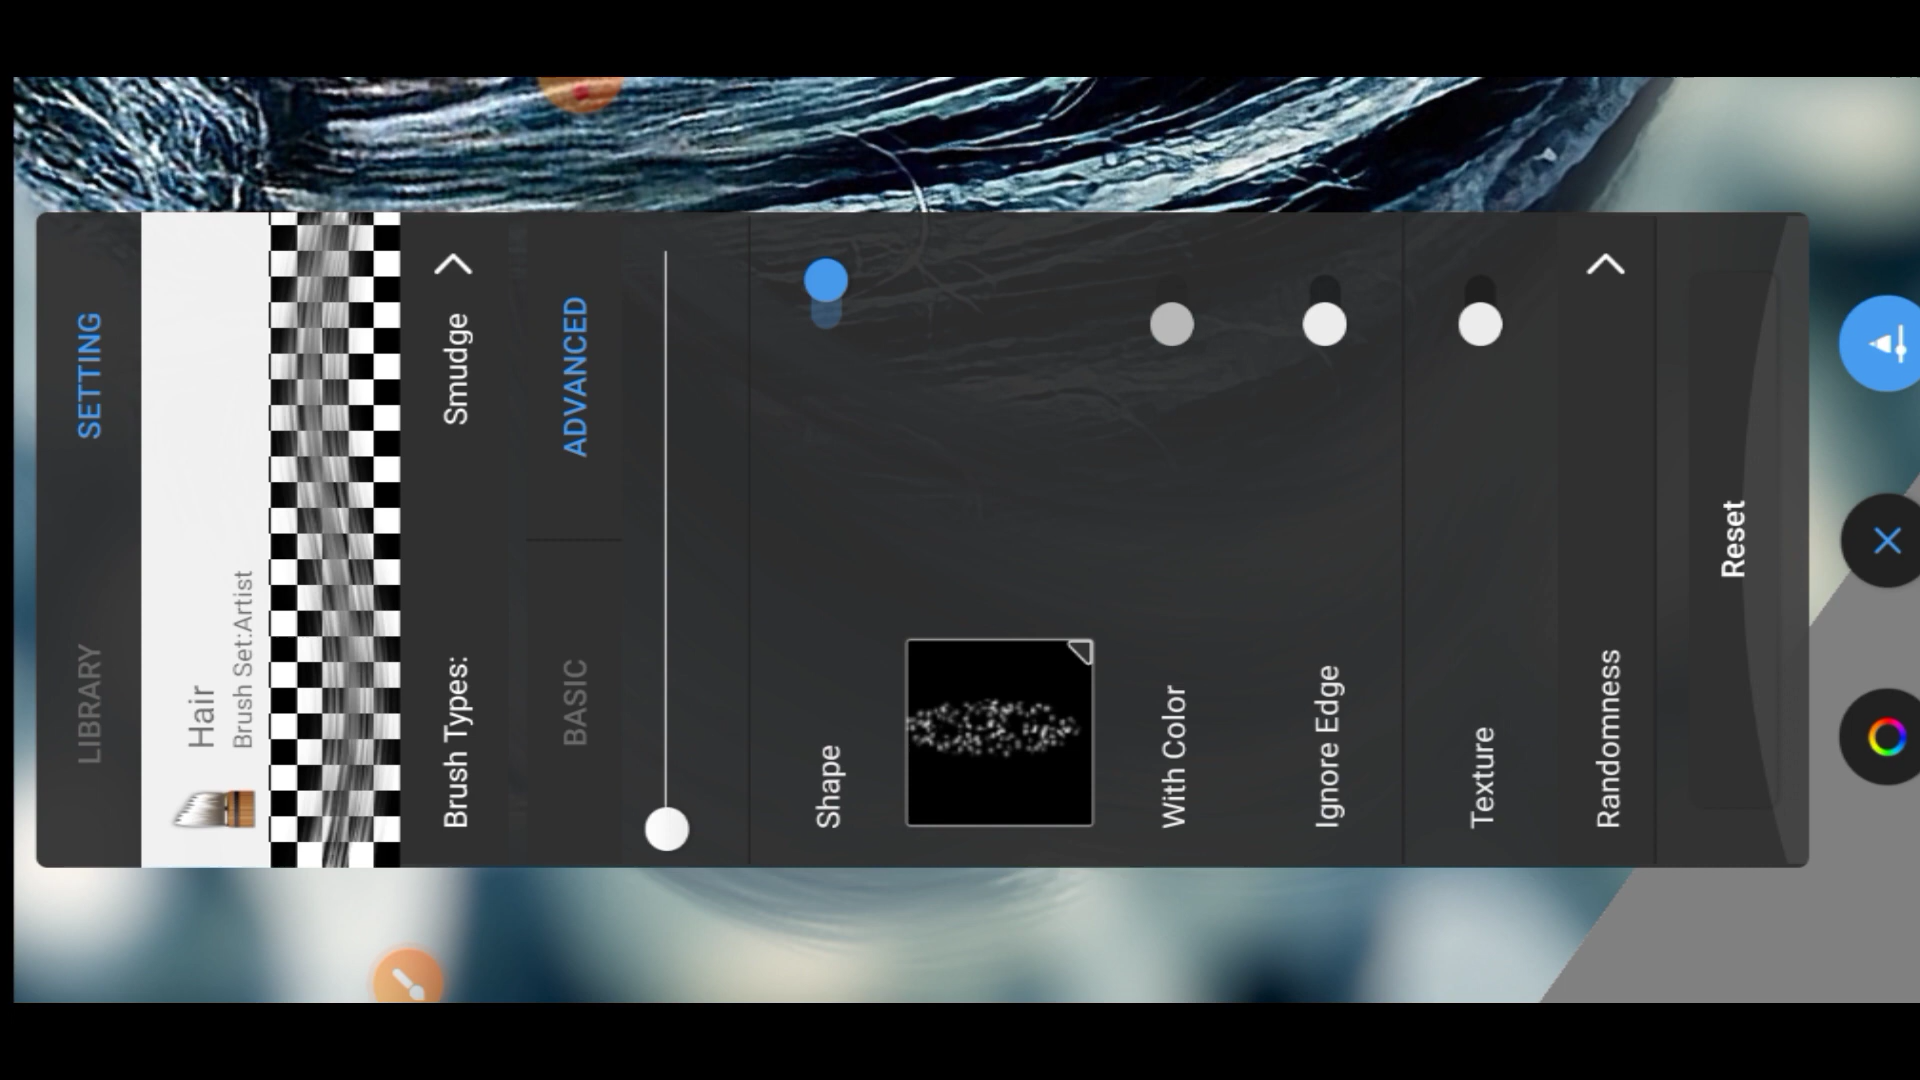 LIBRARY SETTING
Hair
Brush Set:Artist
Brush Types: Smudge
BASIC ADVANCED
Shape
With Color
Ignore Edge
Texture
Randomness
Reset